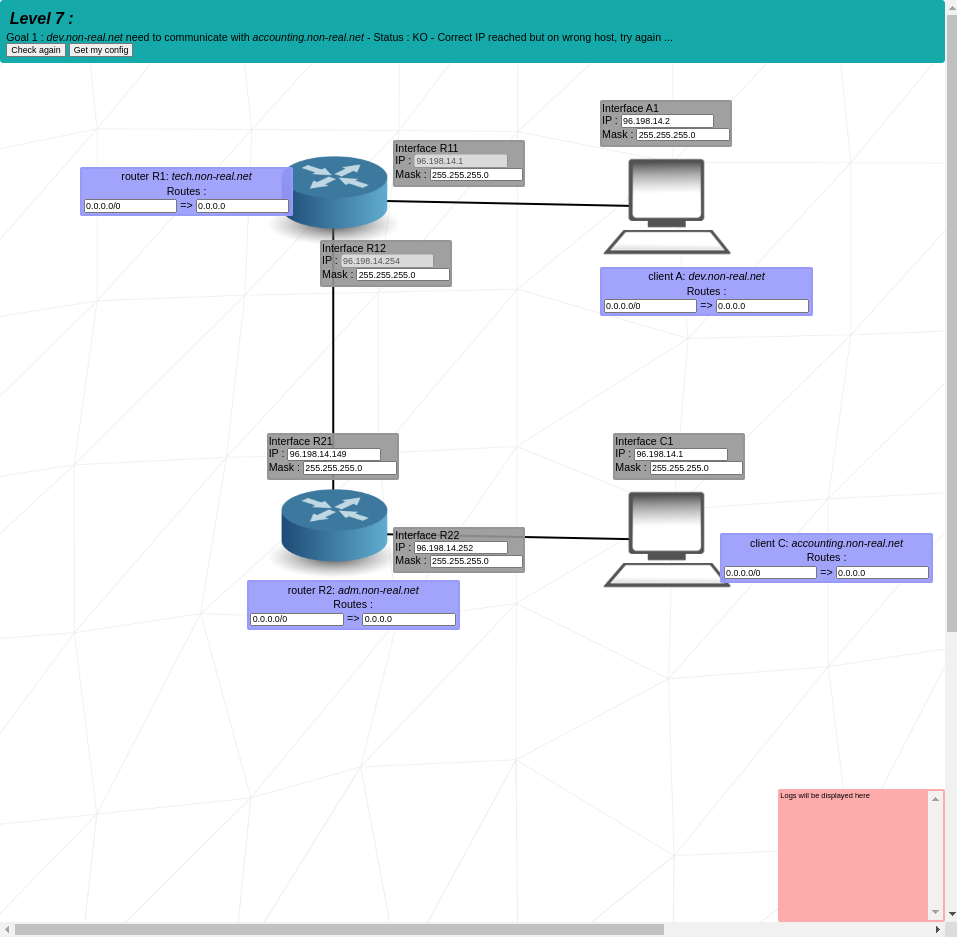 Level 7 :
Goal 1 : dev.non-real.net need to communicate with accounting.non-real.net - Status : KO - Correct IP reached but on wrong host, try again ...
Check again Get my config
Interface A1
IP : 96.198.14.2
Mask : 255.255.255.0
Interface R11
IP : 96.198.14.1
Mask : 255.255.255.0
router R1: tech.non-real.net
Routes :
0.0.0.0/0 => 0.0.0.0
Interface R12
IP : 96.198.14.254
Mask : 255.255.255.0
client A: dev.non-real.net
Routes :
0.0.0.0/0 => 0.0.0.0
Interface R21
IP : 96.198.14.149
Mask : 255.255.255.0
Interface C1
IP : 96.198.14.1
Mask : 255.255.255.0
Interface R22
IP : 96.198.14.252
Mask : 255.255.255.0
client C: accounting.non-real.net
Routes :
0.0.0.0/0 => 0.0.0.0
router R2: adm.non-real.net
Routes :
0.0.0.0/0 => 0.0.0.0
Logs will be displayed here